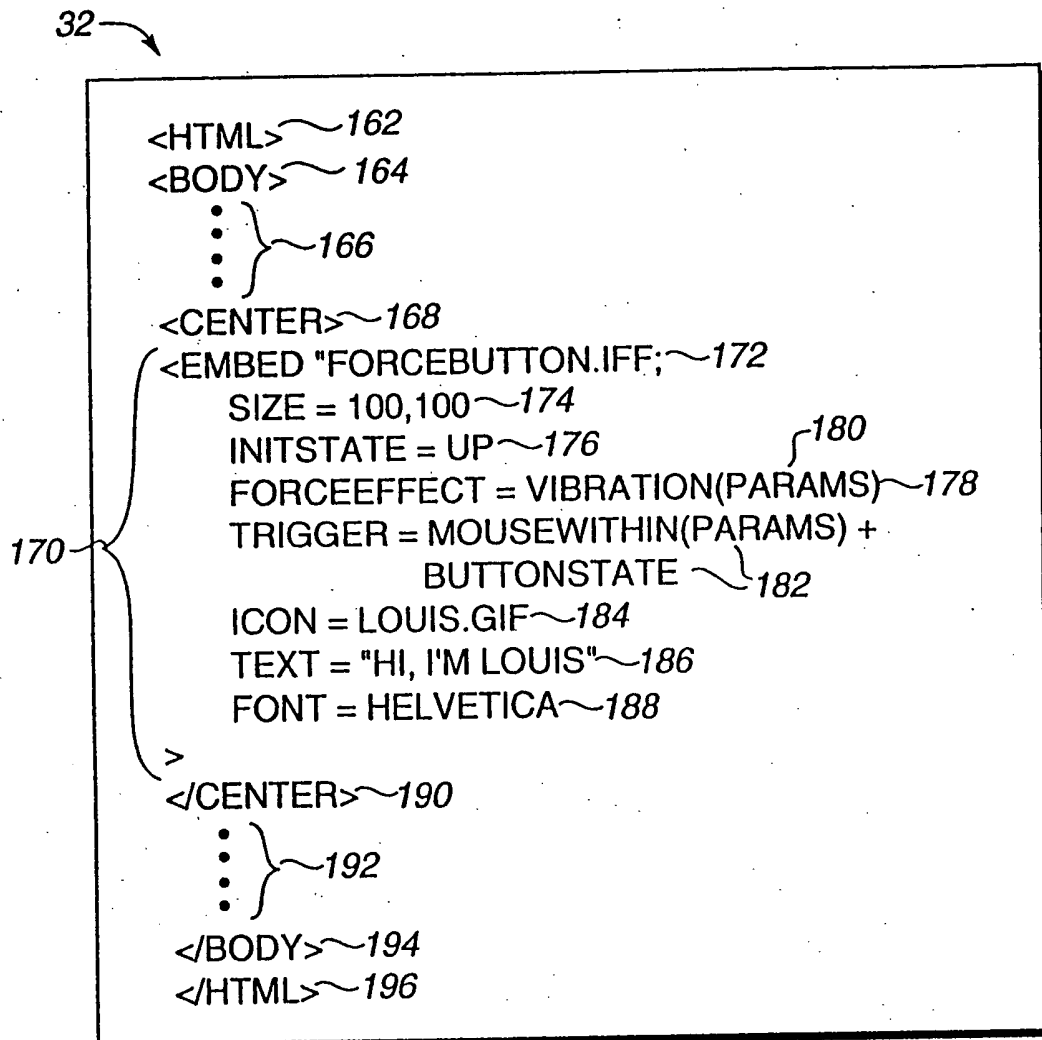 32
<HTML> 162
<BODY> 164
166
<CENTER> 168
<EMBED "FORCEBUTTON.IFF; 172
SIZE = 100,100 174
INITSTATE = UP 176
180
FORCEEFFECT = VIBRATION(PARAMS) 178
TRIGGER = MOUSEWITHIN(PARAMS) +
170
BUTTONSTATE 182
ICON = LOUIS.GIF 184
TEXT = "HI, I'M LOUIS" 186
FONT = HELVETICA 188
>
</CENTER> 190
192
</BODY> 194
</HTML> 196